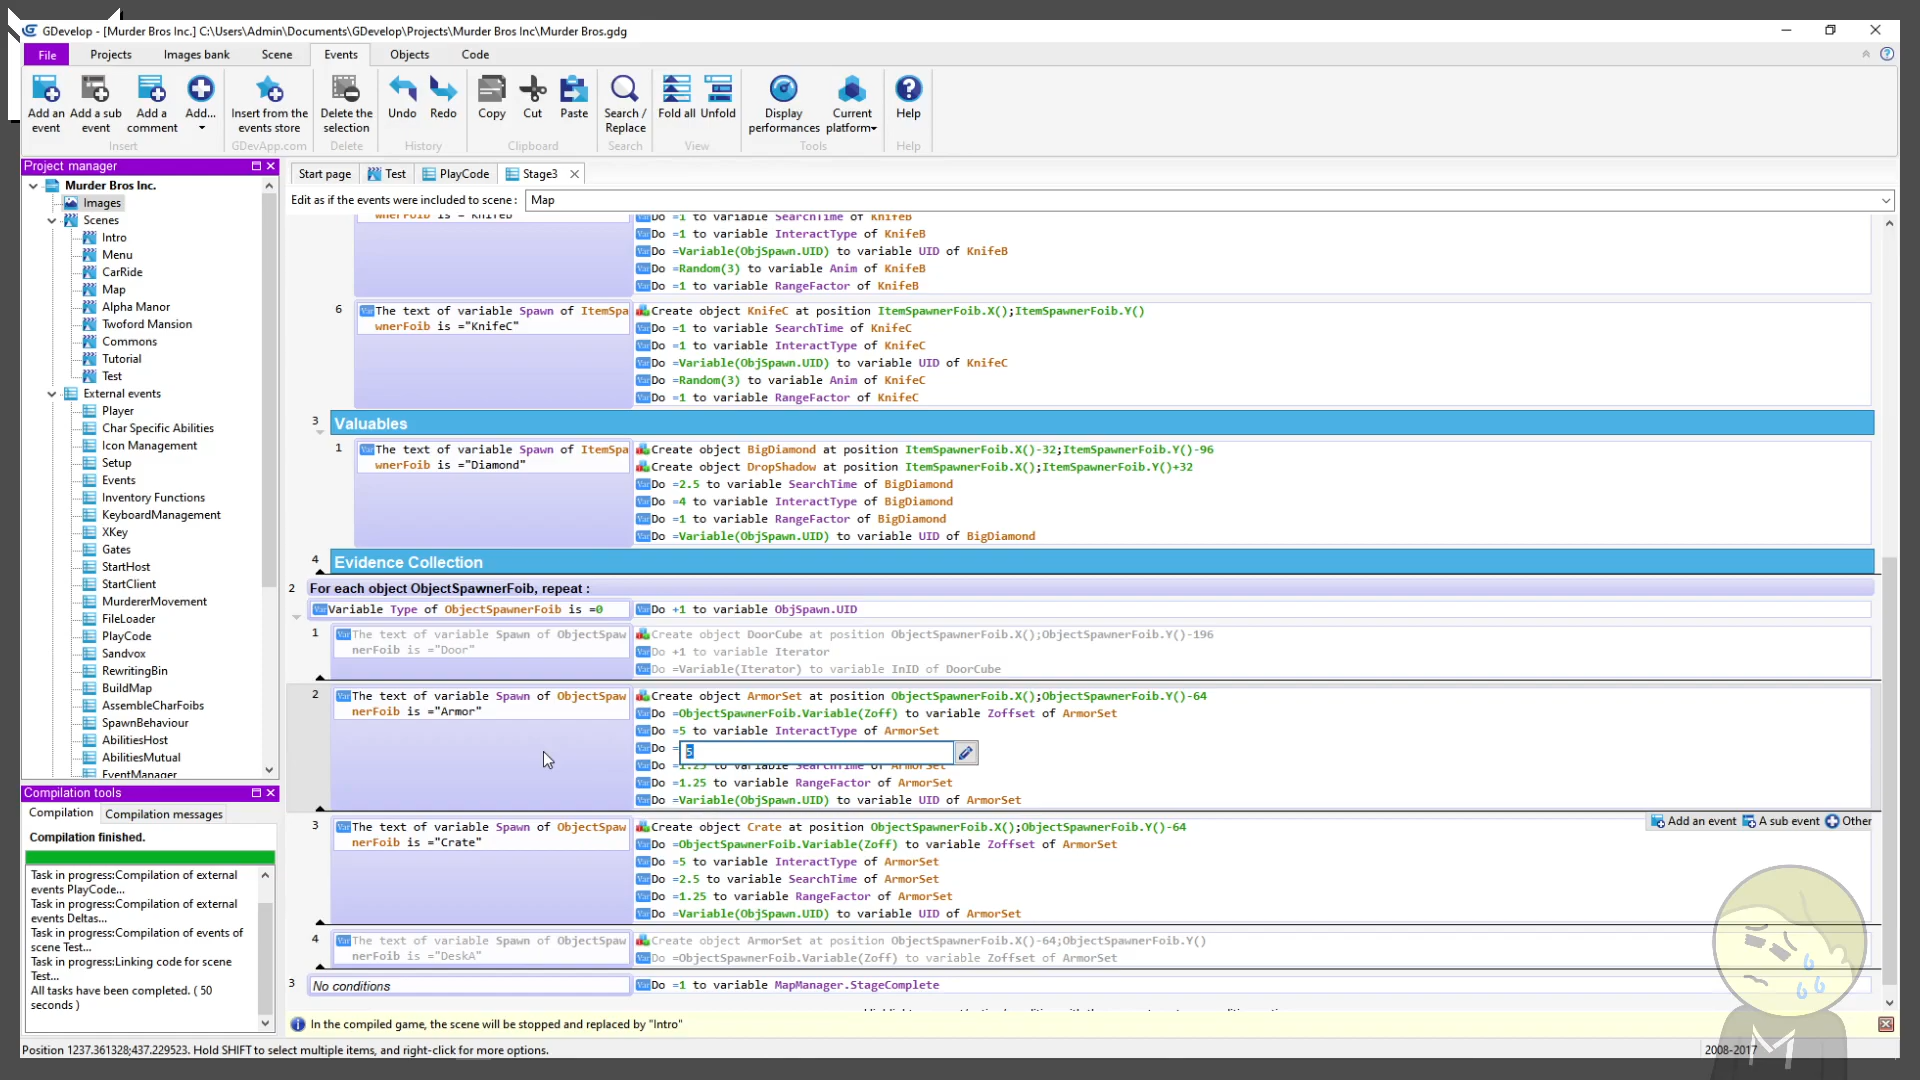 GDevelop - [Murder Bros Inc.] C:\Users\Admin\Documents\GDevelop\Projects\Murder Bros Inc\Murder Bros.gdg
File Projects Images bank Scene Events Objects Code
Add an event Add a sub event Add a comment Add... Insert from the events store Delete the selection Undo Redo Copy Cut Paste Search / Replace Fold all Unfold Display performances Current platform Help
Insert GDevApp.com Delete History Clipboard Search View Tools Help
Project manager
Murder Bros Inc.
Images
Scenes
Intro
Menu
CarRide
Map
Alpha Manor
Twoford Mansion
Commons
Tutorial
Test
External events
Player
Char Specific Abilities
Icon Management
Setup
Events
Inventory Functions
KeyboardManagement
XKey
Gates
StartHost
StartClient
MurdererMovement
FileLoader
PlayCode
Sandvox
RewritingBin
BuildMap
AssembleCharFoibs
SpawnBehaviour
AbilitiesHost
AbilitiesMutual
EventManager
Compilation tools
Compilation Compilation messages
Compilation finished.
Task in progress:Compilation of external
events PlayCode...
Task in progress:Compilation of external
events Deltas...
Task in progress:Compilation of events of
scene Test...
Task in progress:Linking code for scene
Test...
All tasks have been completed. ( 50
seconds )
Start page Test PlayCode Stage3
Edit as if the events were included to scene : Map
wnerFoib is ="KnifeB"
Do =1 to variable SearchTime of KnifeB
Do =1 to variable InteractType of KnifeB
Do =Variable(ObjSpawn.UID) to variable UID of KnifeB
Do =Random(3) to variable Anim of KnifeB
Do =1 to variable RangeFactor of KnifeB
6 The text of variable Spawn of ItemSpa
wnerFoib is ="KnifeC"
Create object KnifeC at position ItemSpawnerFoib.X();ItemSpawnerFoib.Y()
Do =1 to variable SearchTime of KnifeC
Do =1 to variable InteractType of KnifeC
Do =Variable(ObjSpawn.UID) to variable UID of KnifeC
Do =Random(3) to variable Anim of KnifeC
Do =1 to variable RangeFactor of KnifeC
3 Valuables
1 The text of variable Spawn of ItemSpa
wnerFoib is ="Diamond"
Create object BigDiamond at position ItemSpawnerFoib.X()-32;ItemSpawnerFoib.Y()-96
Create object DropShadow at position ItemSpawnerFoib.X();ItemSpawnerFoib.Y()+32
Do =2.5 to variable SearchTime of BigDiamond
Do =4 to variable InteractType of BigDiamond
Do =1 to variable RangeFactor of BigDiamond
Do =Variable(ObjSpawn.UID) to variable UID of BigDiamond
4 Evidence Collection
2 For each object ObjectSpawnerFoib, repeat :
Variable Type of ObjectSpawnerFoib is =0
Do +1 to variable ObjSpawn.UID
1 The text of variable Spawn of ObjectSpaw
nerFoib is ="Door"
Create object DoorCube at position ObjectSpawnerFoib.X();ObjectSpawnerFoib.Y()-196
Do +1 to variable Iterator
Do =Variable(Iterator) to variable InID of DoorCube
2 The text of variable Spawn of ObjectSpaw
nerFoib is ="Armor"
Create object ArmorSet at position ObjectSpawnerFoib.X();ObjectSpawnerFoib.Y()-64
Do =ObjectSpawnerFoib.Variable(Zoff) to variable Zoffset of ArmorSet
Do =5 to variable InteractType of ArmorSet
Do = 5
Do =1.25 to variable SearchTime of ArmorSet
Do =1.25 to variable RangeFactor of ArmorSet
Do =Variable(ObjSpawn.UID) to variable UID of ArmorSet
3 The text of variable Spawn of ObjectSpaw
nerFoib is ="Crate"
Create object Crate at position ObjectSpawnerFoib.X();ObjectSpawnerFoib.Y()-64
Add an event A sub event Other
Do =ObjectSpawnerFoib.Variable(Zoff) to variable Zoffset of ArmorSet
Do =5 to variable InteractType of ArmorSet
Do =2.5 to variable SearchTime of ArmorSet
Do =1.25 to variable RangeFactor of ArmorSet
Do =Variable(ObjSpawn.UID) to variable UID of ArmorSet
4 The text of variable Spawn of ObjectSpaw
nerFoib is ="DeskA"
Create object ArmorSet at position ObjectSpawnerFoib.X()-64;ObjectSpawnerFoib.Y()
Do =ObjectSpawnerFoib.Variable(Zoff) to variable Zoffset of ArmorSet
3 No conditions
Do =1 to variable MapManager.StageComplete
In the compiled game, the scene will be stopped and replaced by "Intro"
Position 1237.361328;437.229523. Hold SHIFT to select multiple items, and right-click for more options.
2008-2017